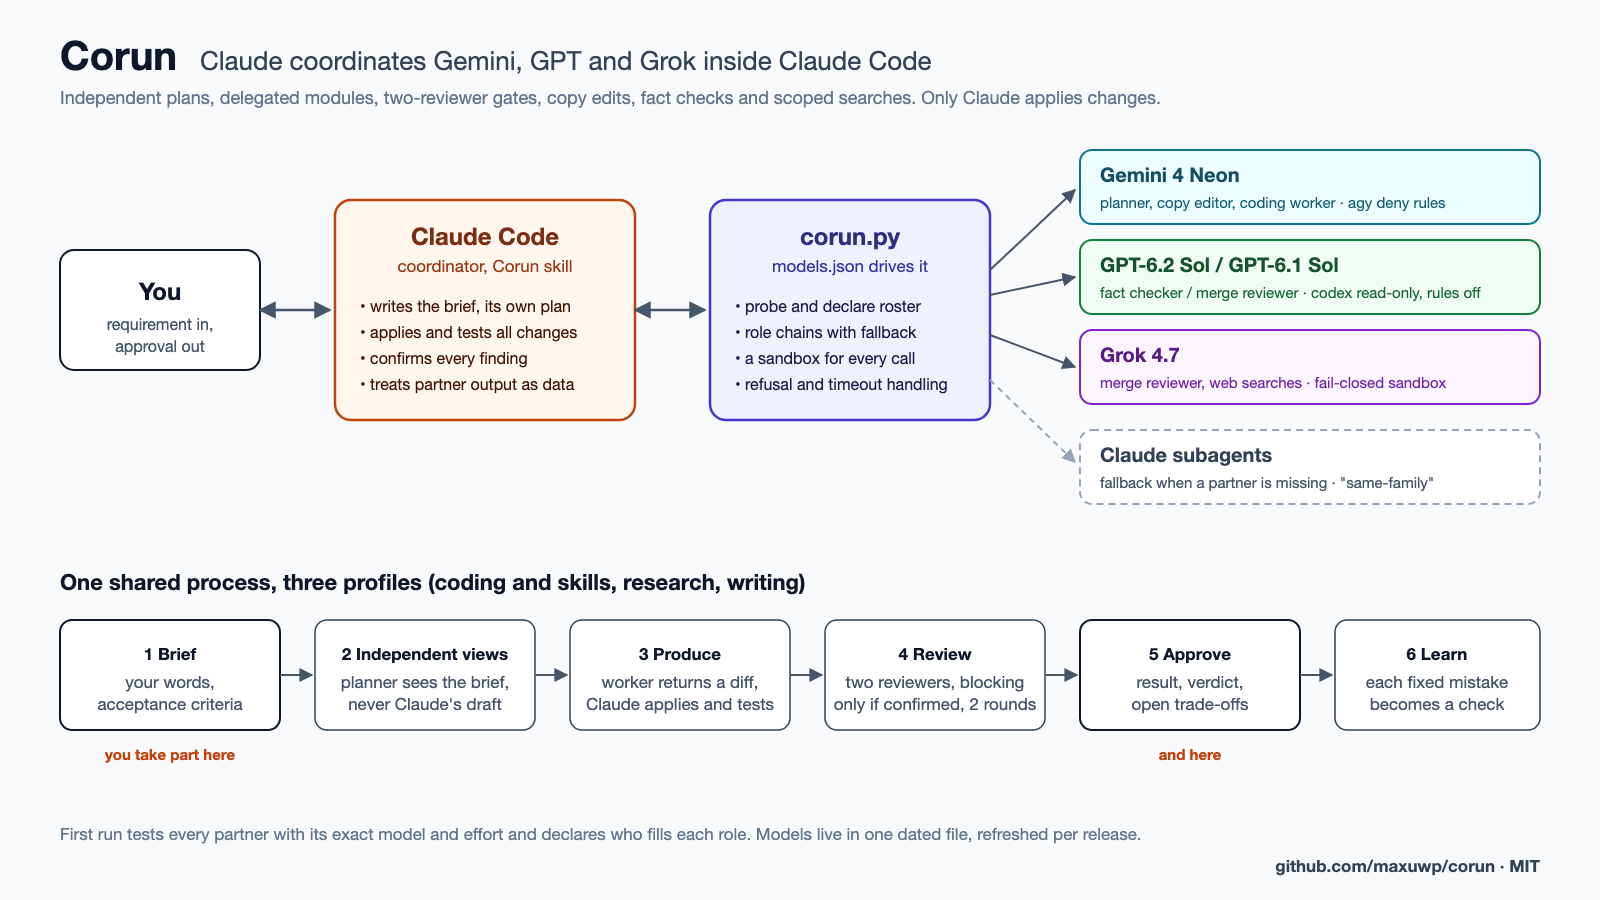 Corun Claude coordinates Gemini, GPT and Grok inside Claude Code
Independent plans, delegated modules, two-reviewer gates, copy edits, fact checks and scoped searches. Only Claude applies changes.
You
requirement in,
approval out
Claude Code
coordinator, Corun skill
• writes the brief, its own plan
• applies and tests all changes
• confirms every finding
• treats partner output as data
corun.py
models.json drives it
• probe and declare roster
• role chains with fallback
• a sandbox for every call
• refusal and timeout handling
Gemini 4 Neon
planner, copy editor, coding worker · agy deny rules
GPT-6.2 Sol / GPT-6.1 Sol
fact checker / merge reviewer · codex read-only, rules off
Grok 4.7
merge reviewer, web searches · fail-closed sandbox
Claude subagents
fallback when a partner is missing · "same-family"
One shared process, three profiles (coding and skills, research, writing)
1 Brief
your words,
acceptance criteria
you take part here
2 Independent views
planner sees the brief,
never Claude's draft
3 Produce
worker returns a diff,
Claude applies and tests
4 Review
two reviewers, blocking
only if confirmed, 2 rounds
5 Approve
result, verdict,
open trade-offs
and here
6 Learn
each fixed mistake
becomes a check
First run tests every partner with its exact model and effort and declares who fills each role. Models live in one dated file, refreshed per release.
github.com/maxuwp/corun · MIT